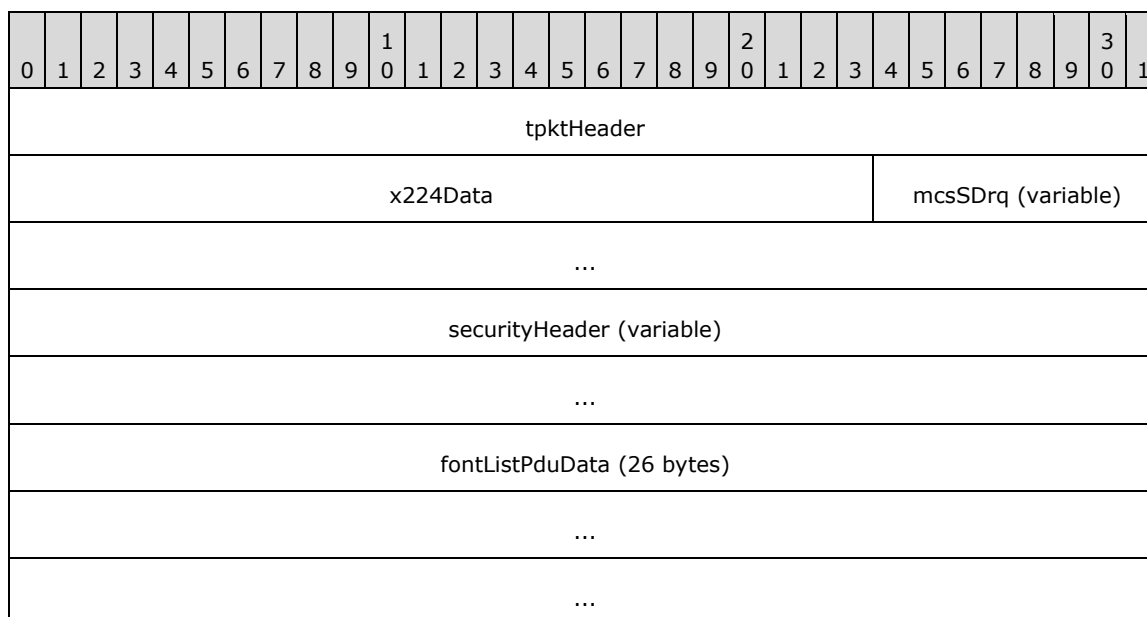 1 2 3
0 1 2 3 4 5 6 7 8 9 0 1 2 3 4 5 6 7 8 9 0 1 2 3 4 5 6 7 8 9 0 1
tpktHeader
x224Data mcsSDrq (variable)
...
securityHeader (variable)
...
fontListPduData (26 bytes)
...
...